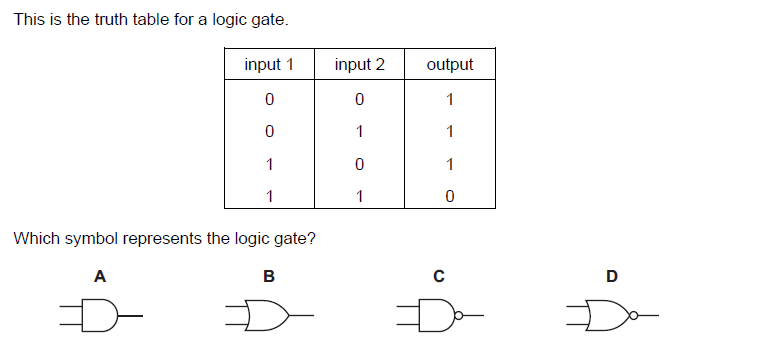 This is the truth table for a logic gate.
input 1 input 2 output
0 0 1
0 1 1
1 0 1
1 1 0
Which symbol represents the logic gate?
A B C D